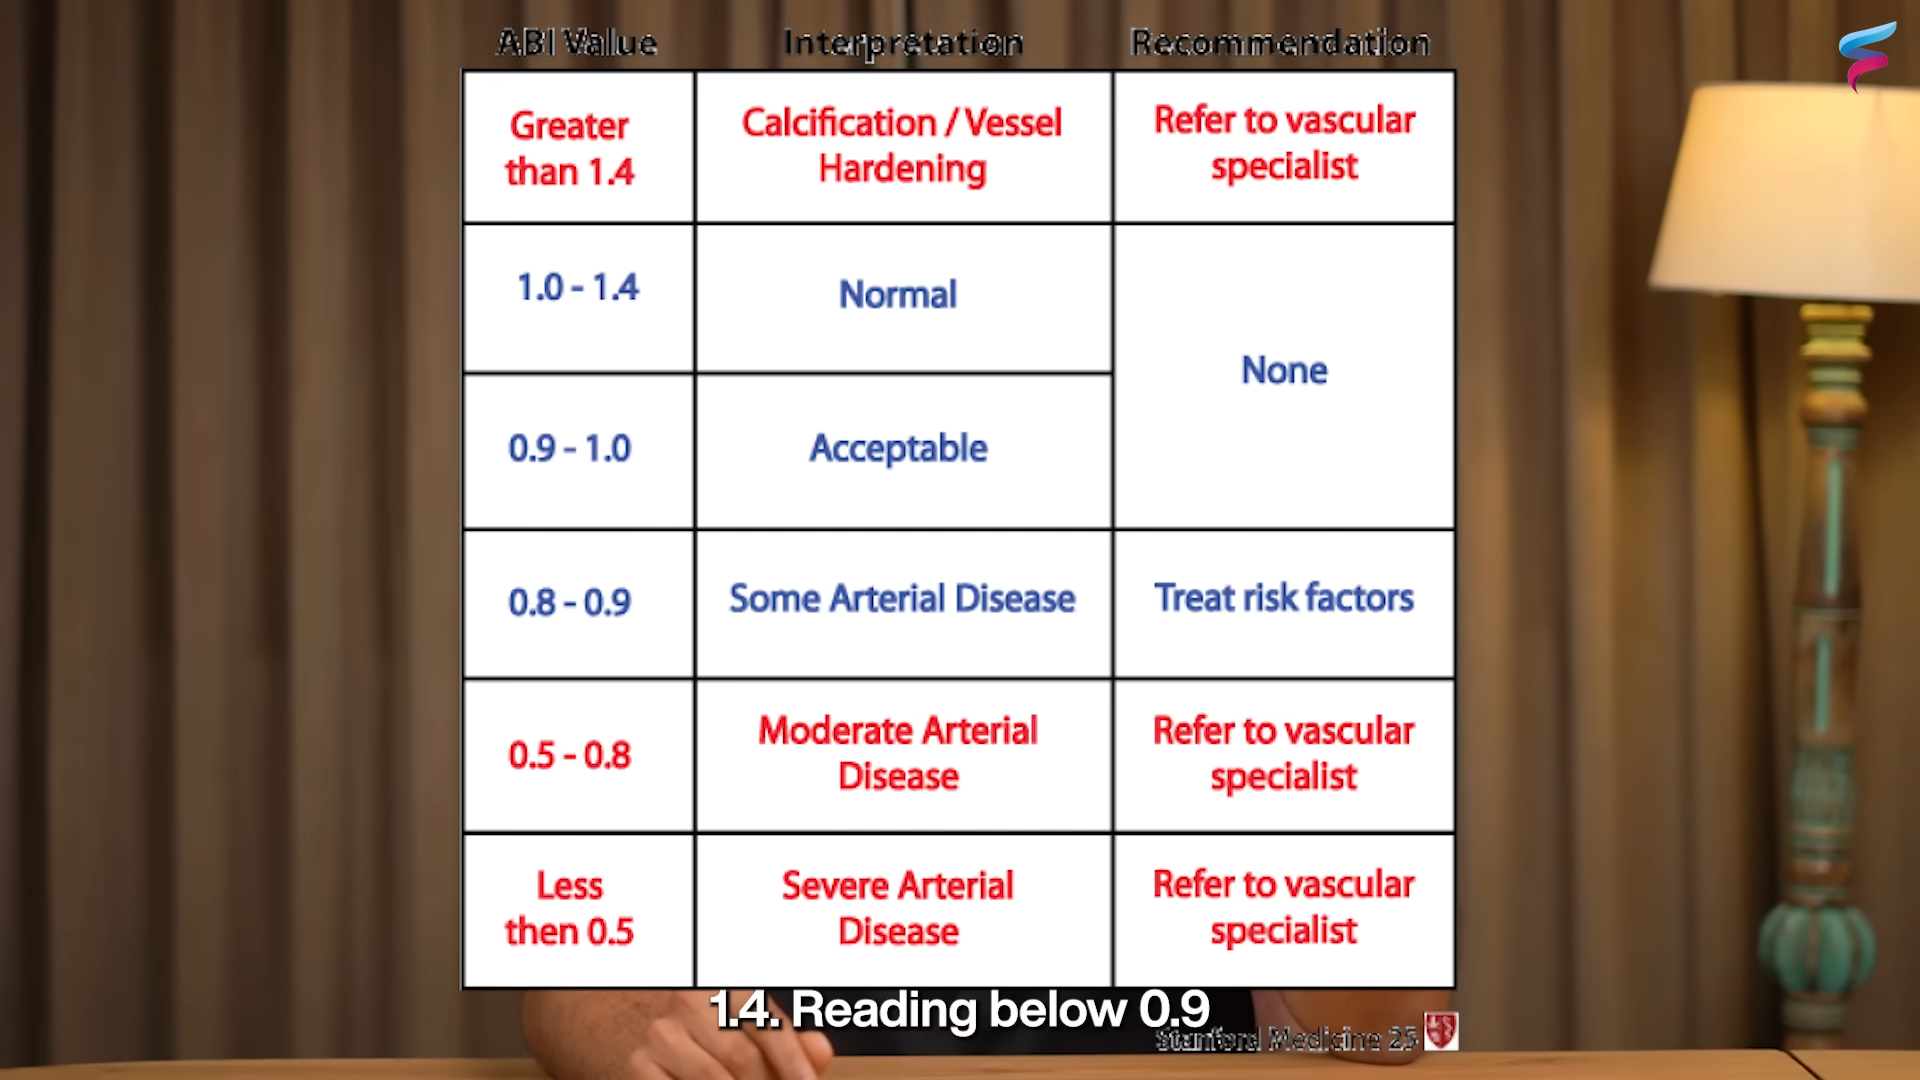 ABI Value Interpretation Recommendation
Greater
than 1.4
Calcification / Vessel
Hardening
Refer to vascular
specialist
1.0 - 1.4
Normal
None
0.9 - 1.0
Acceptable
0.8 - 0.9
Some Arterial Disease
Treat risk factors
0.5 - 0.8
Moderate Arterial
Disease
Refer to vascular
specialist
Less
then 0.5
Severe Arterial
Disease
Refer to vascular
specialist
1.4. Reading below 0.9
Stanford Medicine 25